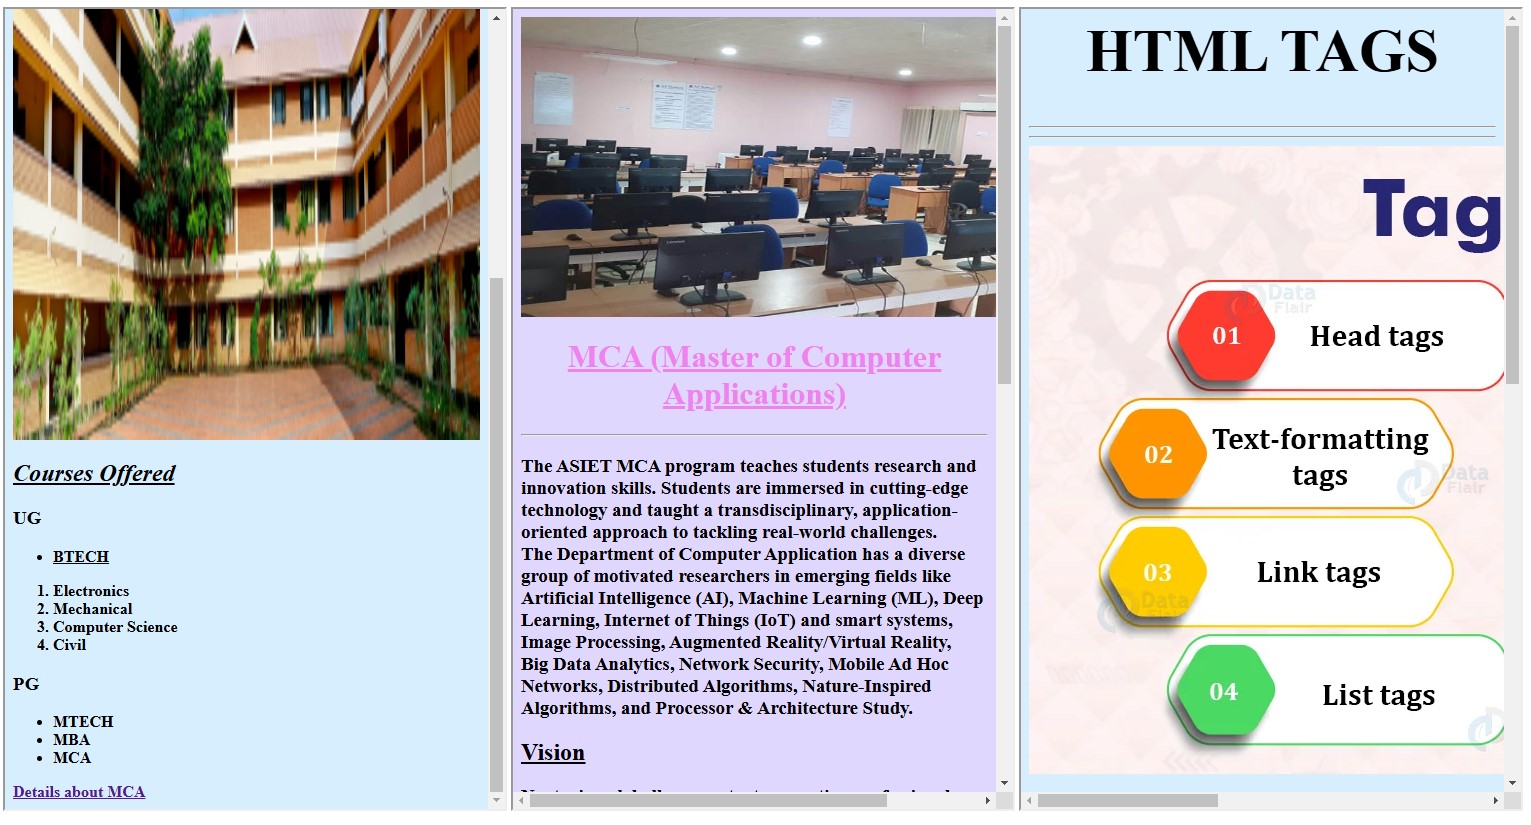 Courses Offered
UG
BTECH
1. Electronics
2. Mechanical
3. Computer Science
4. Civil
PG
MTECH
MBA
MCA
Details about MCA
MCA (Master of Computer
Applications)
The ASIET MCA program teaches students research and
innovation skills. Students are immersed in cutting-edge
technology and taught a transdisciplinary, application-
oriented approach to tackling real-world challenges.
The Department of Computer Application has a diverse
group of motivated researchers in emerging fields like
Artificial Intelligence (AI), Machine Learning (ML), Deep
Learning, Internet of Things (IoT) and smart systems,
Image Processing, Augmented Reality/Virtual Reality,
Big Data Analytics, Network Security, Mobile Ad Hoc
Networks, Distributed Algorithms, Nature-Inspired
Algorithms, and Processor & Architecture Study.
Vision
HTML TAGS
Tag
01
Head tags
Data
Flair
02
Text-formatting
tags
Data
Flair
03
Link tags
Data
04
List tags